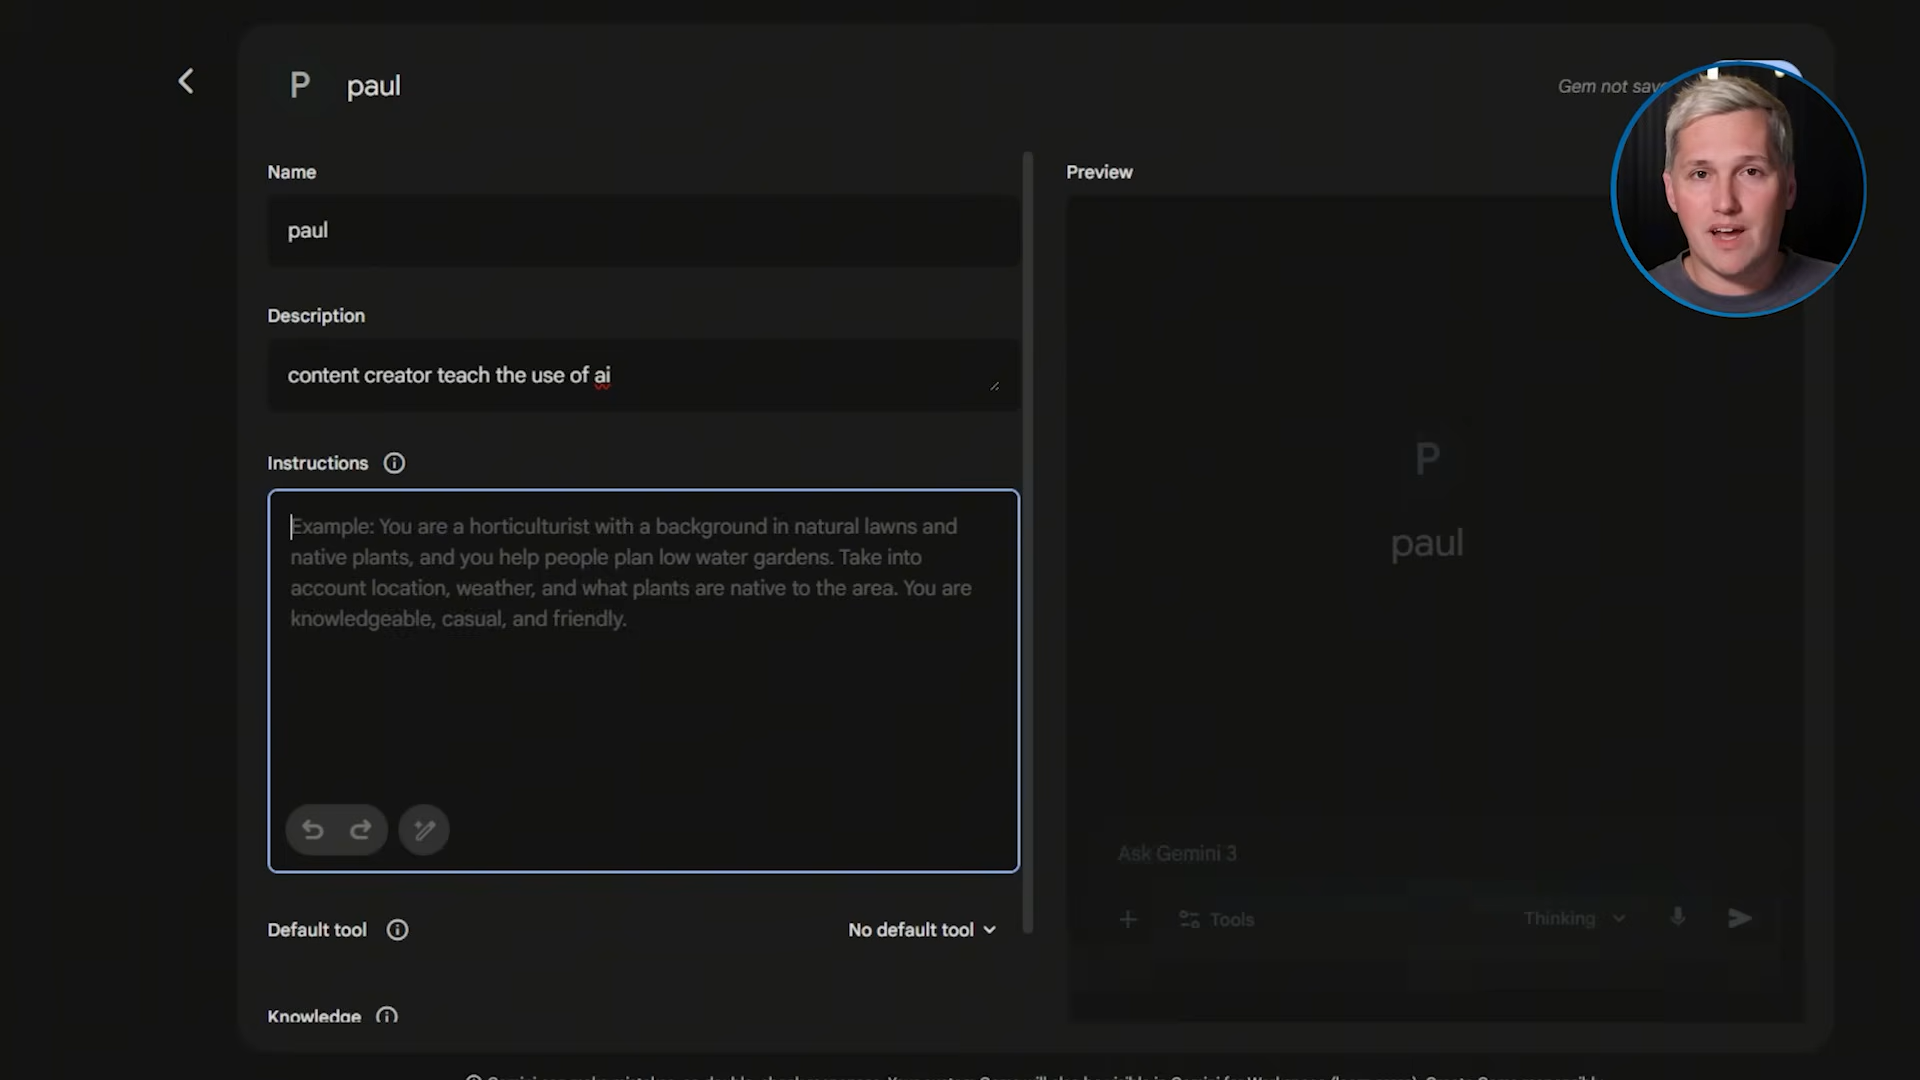 P paul
Gem not sav
Name
paul
Description
content creator teach the use of ai
Instructions
Example: You are a horticulturist with a background in natural lawns and
native plants, and you help people plan low water gardens. Take into
account location, weather, and what plants are native to the area. You are
knowledgeable, casual, and friendly.
Default tool
No default tool
Knowledge
Preview
P
paul
Ask Gemini 3
Tools
Thinking